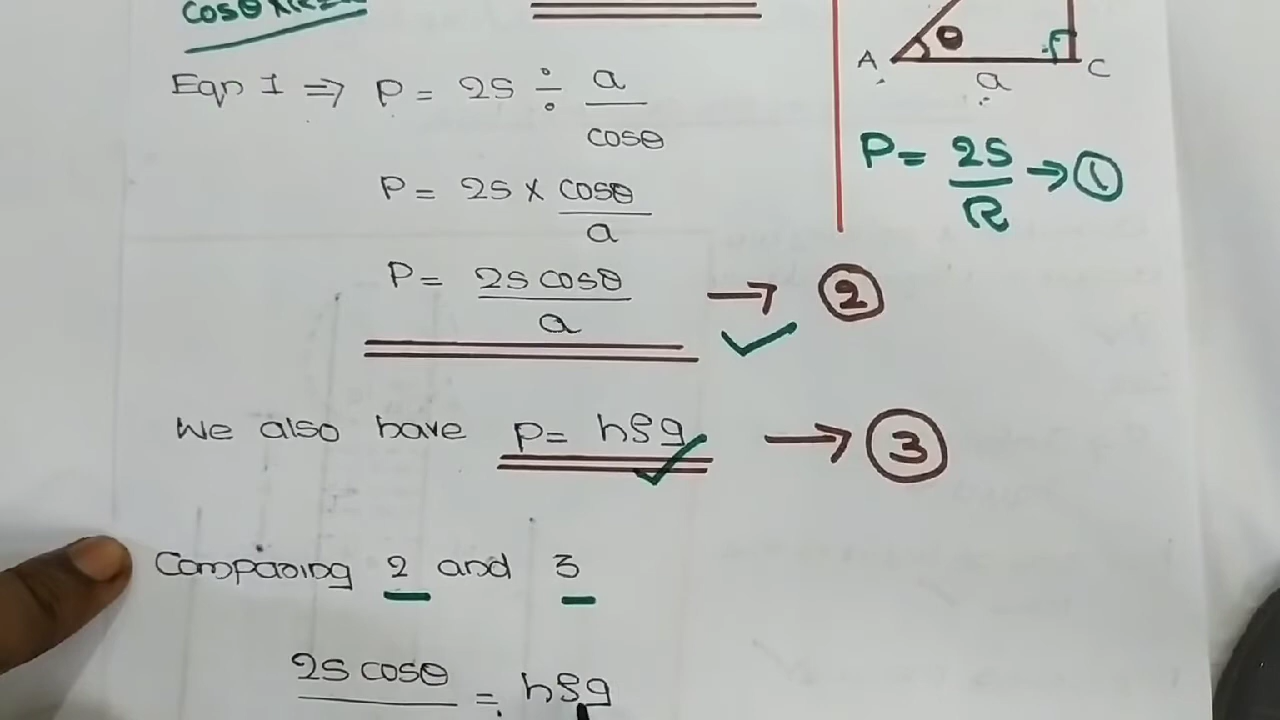 Cosθ
Eqn 1 ⇒ P = 2S ÷ a
cosθ
P = 2S × cosθ
a
P = 2S cosθ
a
→ 2
We also have P = hρg → 3
Comparing 2 and 3
2S cosθ = hρg
A θ C
a
P = 2S → 1
R